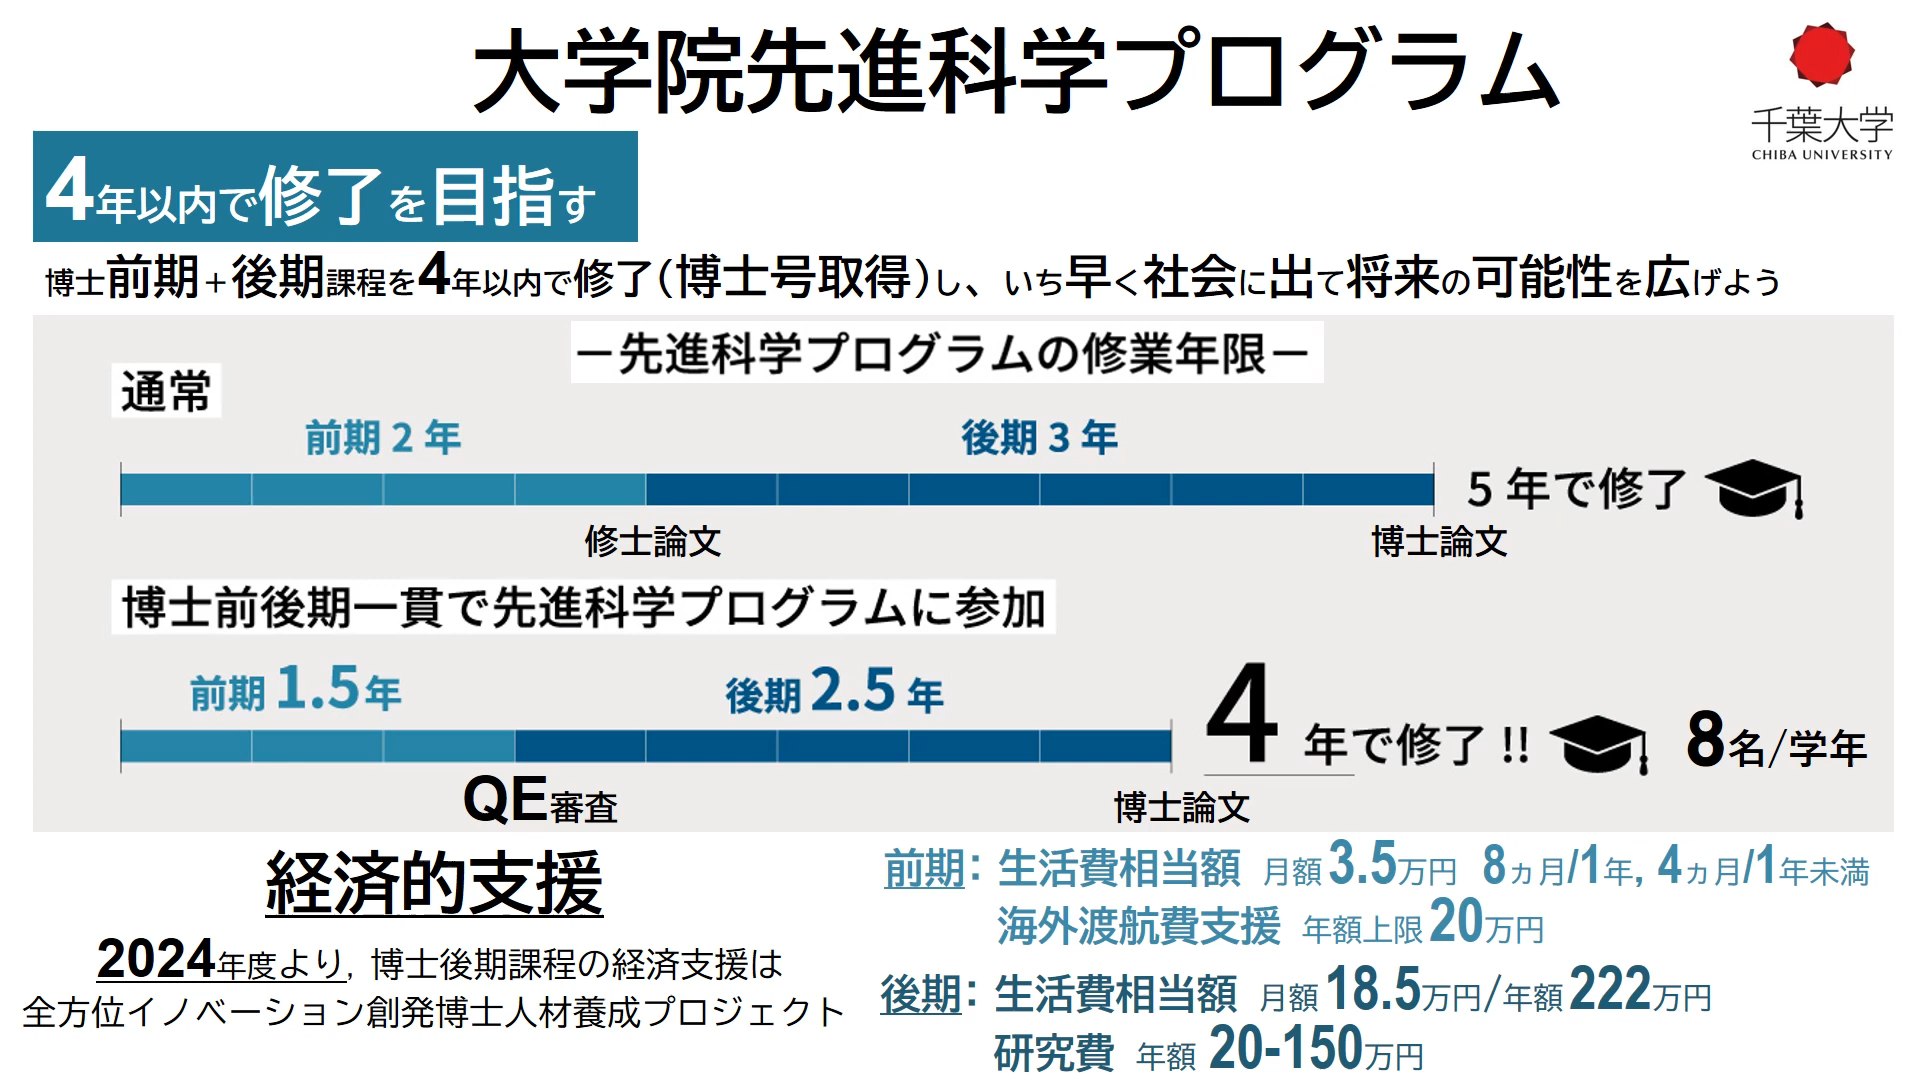 大学院先進科学プログラム
千葉大学
CHIBA UNIVERSITY
4年以内で修了を目指す
博士前期+後期課程を4年以内で修了(博士号取得)し、いち早く社会に出て将来の可能性を広げよう
－先進科学プログラムの修業年限－
通常
前期 2 年
後期 3 年
5 年で修了
修士論文
博士論文
博士前後期一貫で先進科学プログラムに参加
前期 1.5年
後期 2.5 年
4 年で修了 !!
8名/学年
QE審査
博士論文
経済的支援
2024年度より, 博士後期課程の経済支援は
全方位イノベーション創発博士人材養成プロジェクト
前期: 生活費相当額 月額 3.5万円 8ヵ月/1年, 4ヵ月/1年未満
海外渡航費支援 年額上限 20万円
後期: 生活費相当額 月額 18.5万円/年額 222万円
研究費 年額 20-150万円